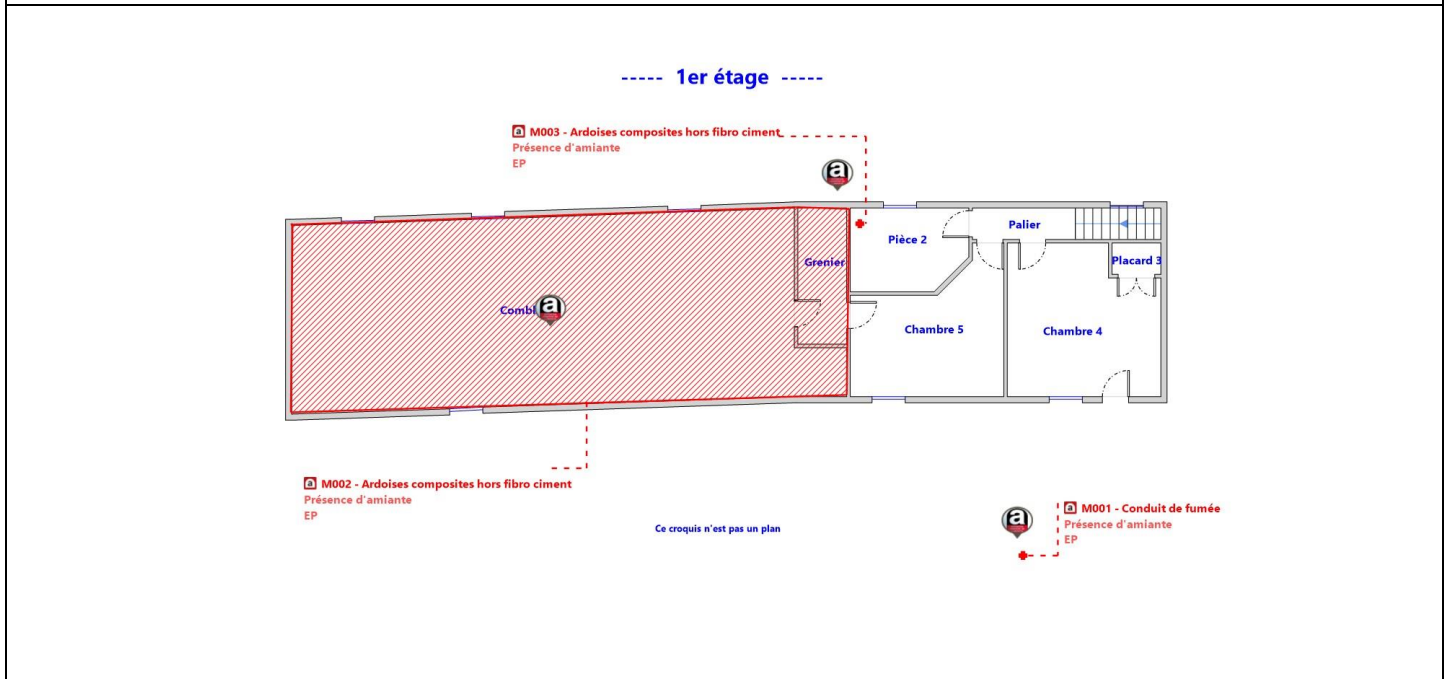 ----- 1er étage -----
a M003 - Ardoises composites hors fibro ciment
Présence d'amiante
EP
a
Pièce 2
Palier
Grenier
Placard 3
Combl
a
Chambre 5
Chambre 4
a M002 - Ardoises composites hors fibro ciment
Présence d'amiante
EP
Ce croquis n'est pas un plan
a
a M001 - Conduit de fumée
Présence d'amiante
EP